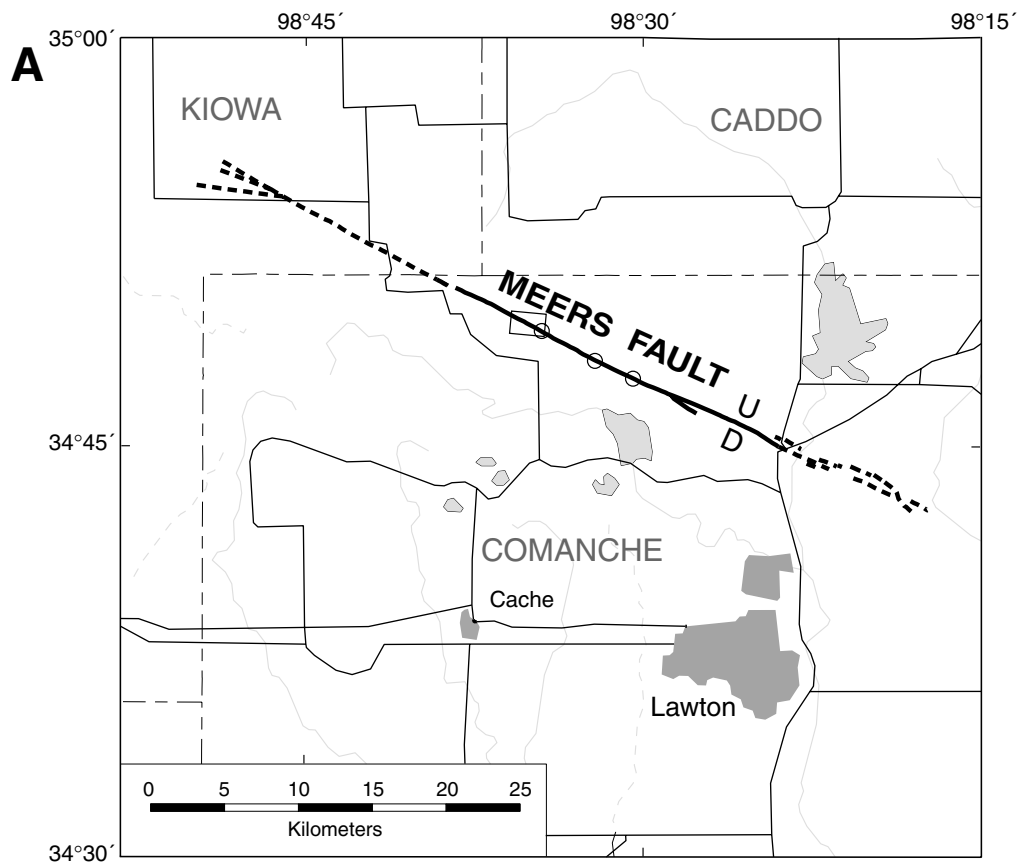 98°45´ 98°30´ 98°15´
35°00´
A
KIOWA CADDO
MEERS FAULT
U
D
34°45´
COMANCHE
Cache
Lawton
0 5 10 15 20 25
Kilometers
34°30´